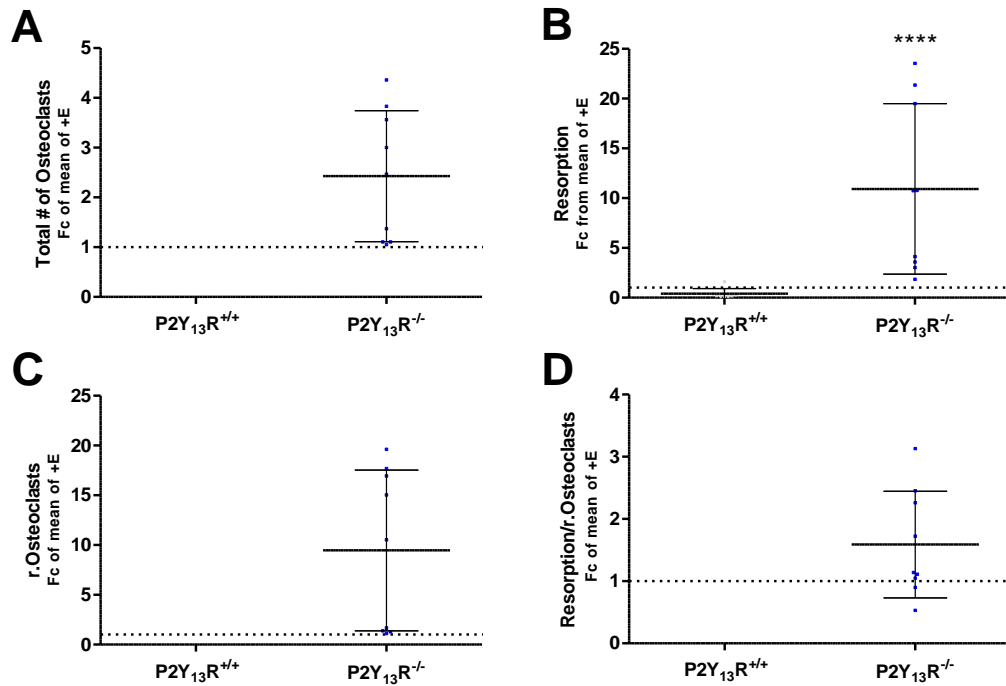 A
Total # of Osteoclasts
Fc of mean of +E
5
4
3
2
1
0
P2Y₁₃R⁺/⁺
P2Y₁₃R⁻/⁻
B
****
Resorption
Fc from mean of +E
25
20
15
10
5
0
P2Y₁₃R⁺/⁺
P2Y₁₃R⁻/⁻
C
r.Osteoclasts
Fc of mean of +E
25
20
15
10
5
0
P2Y₁₃R⁺/⁺
P2Y₁₃R⁻/⁻
D
Resorption/r.Osteoclasts
Fc of mean of +E
4
3
2
1
0
P2Y₁₃R⁺/⁺
P2Y₁₃R⁻/⁻